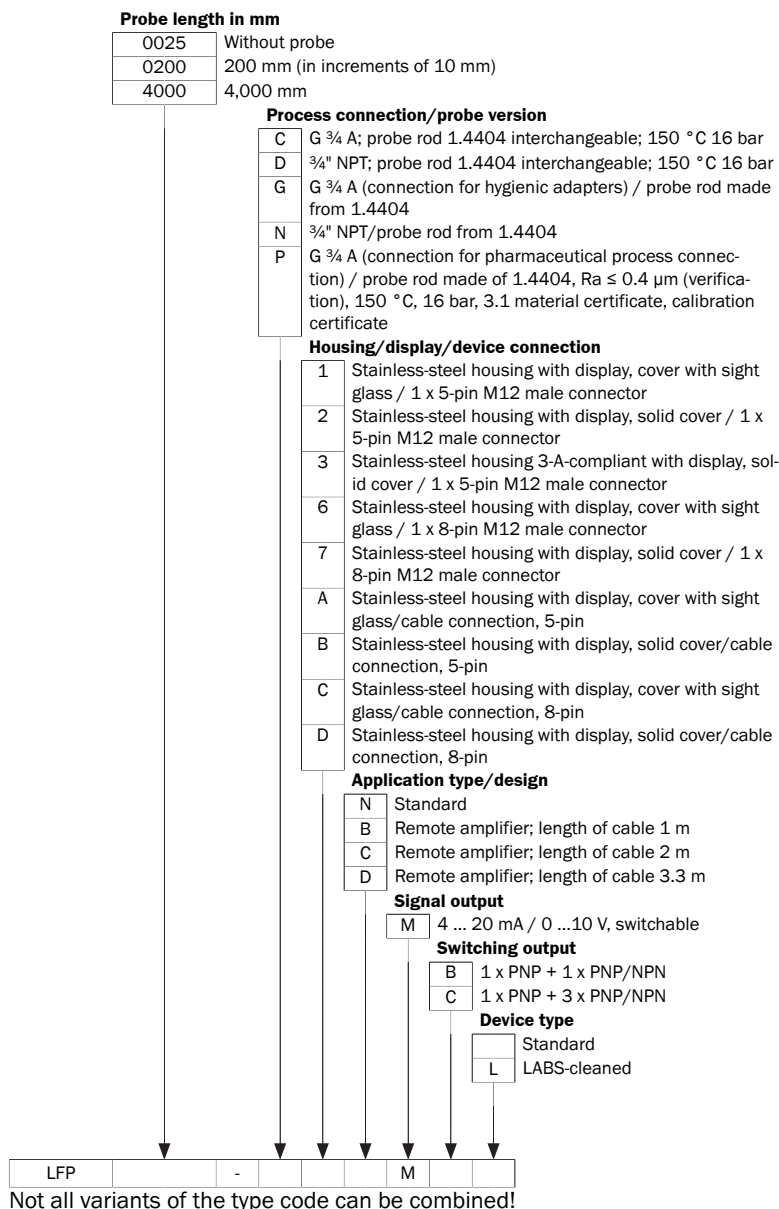 Probe length in mm
0025 Without probe
0200 200 mm (in increments of 10 mm)
4000 4,000 mm
Process connection/probe version
C G ¾ A; probe rod 1.4404 interchangeable; 150 °C 16 bar
D ¾" NPT; probe rod 1.4404 interchangeable; 150 °C 16 bar
G G ¾ A (connection for hygienic adapters) / probe rod made
from 1.4404
N ¾" NPT/probe rod from 1.4404
P G ¾ A (connection for pharmaceutical process connec-
tion) / probe rod made of 1.4404, Ra ≤ 0.4 µm (verifica-
tion), 150 °C, 16 bar, 3.1 material certificate, calibration
certificate
Housing/display/device connection
1 Stainless-steel housing with display, cover with sight
glass / 1 x 5-pin M12 male connector
2 Stainless-steel housing with display, solid cover / 1 x
5-pin M12 male connector
3 Stainless-steel housing 3-A-compliant with display, sol-
id cover / 1 x 5-pin M12 male connector
6 Stainless-steel housing with display, cover with sight
glass / 1 x 8-pin M12 male connector
7 Stainless-steel housing with display, solid cover / 1 x
8-pin M12 male connector
A Stainless-steel housing with display, cover with sight
glass/cable connection, 5-pin
B Stainless-steel housing with display, solid cover/cable
connection, 5-pin
C Stainless-steel housing with display, cover with sight
glass/cable connection, 8-pin
D Stainless-steel housing with display, solid cover/cable
connection, 8-pin
Application type/design
N Standard
B Remote amplifier; length of cable 1 m
C Remote amplifier; length of cable 2 m
D Remote amplifier; length of cable 3.3 m
Signal output
M 4 ... 20 mA / 0 ...10 V, switchable
Switching output
B 1 x PNP + 1 x PNP/NPN
C 1 x PNP + 3 x PNP/NPN
Device type
Standard
L LABS-cleaned
LFP - M
Not all variants of the type code can be combined!